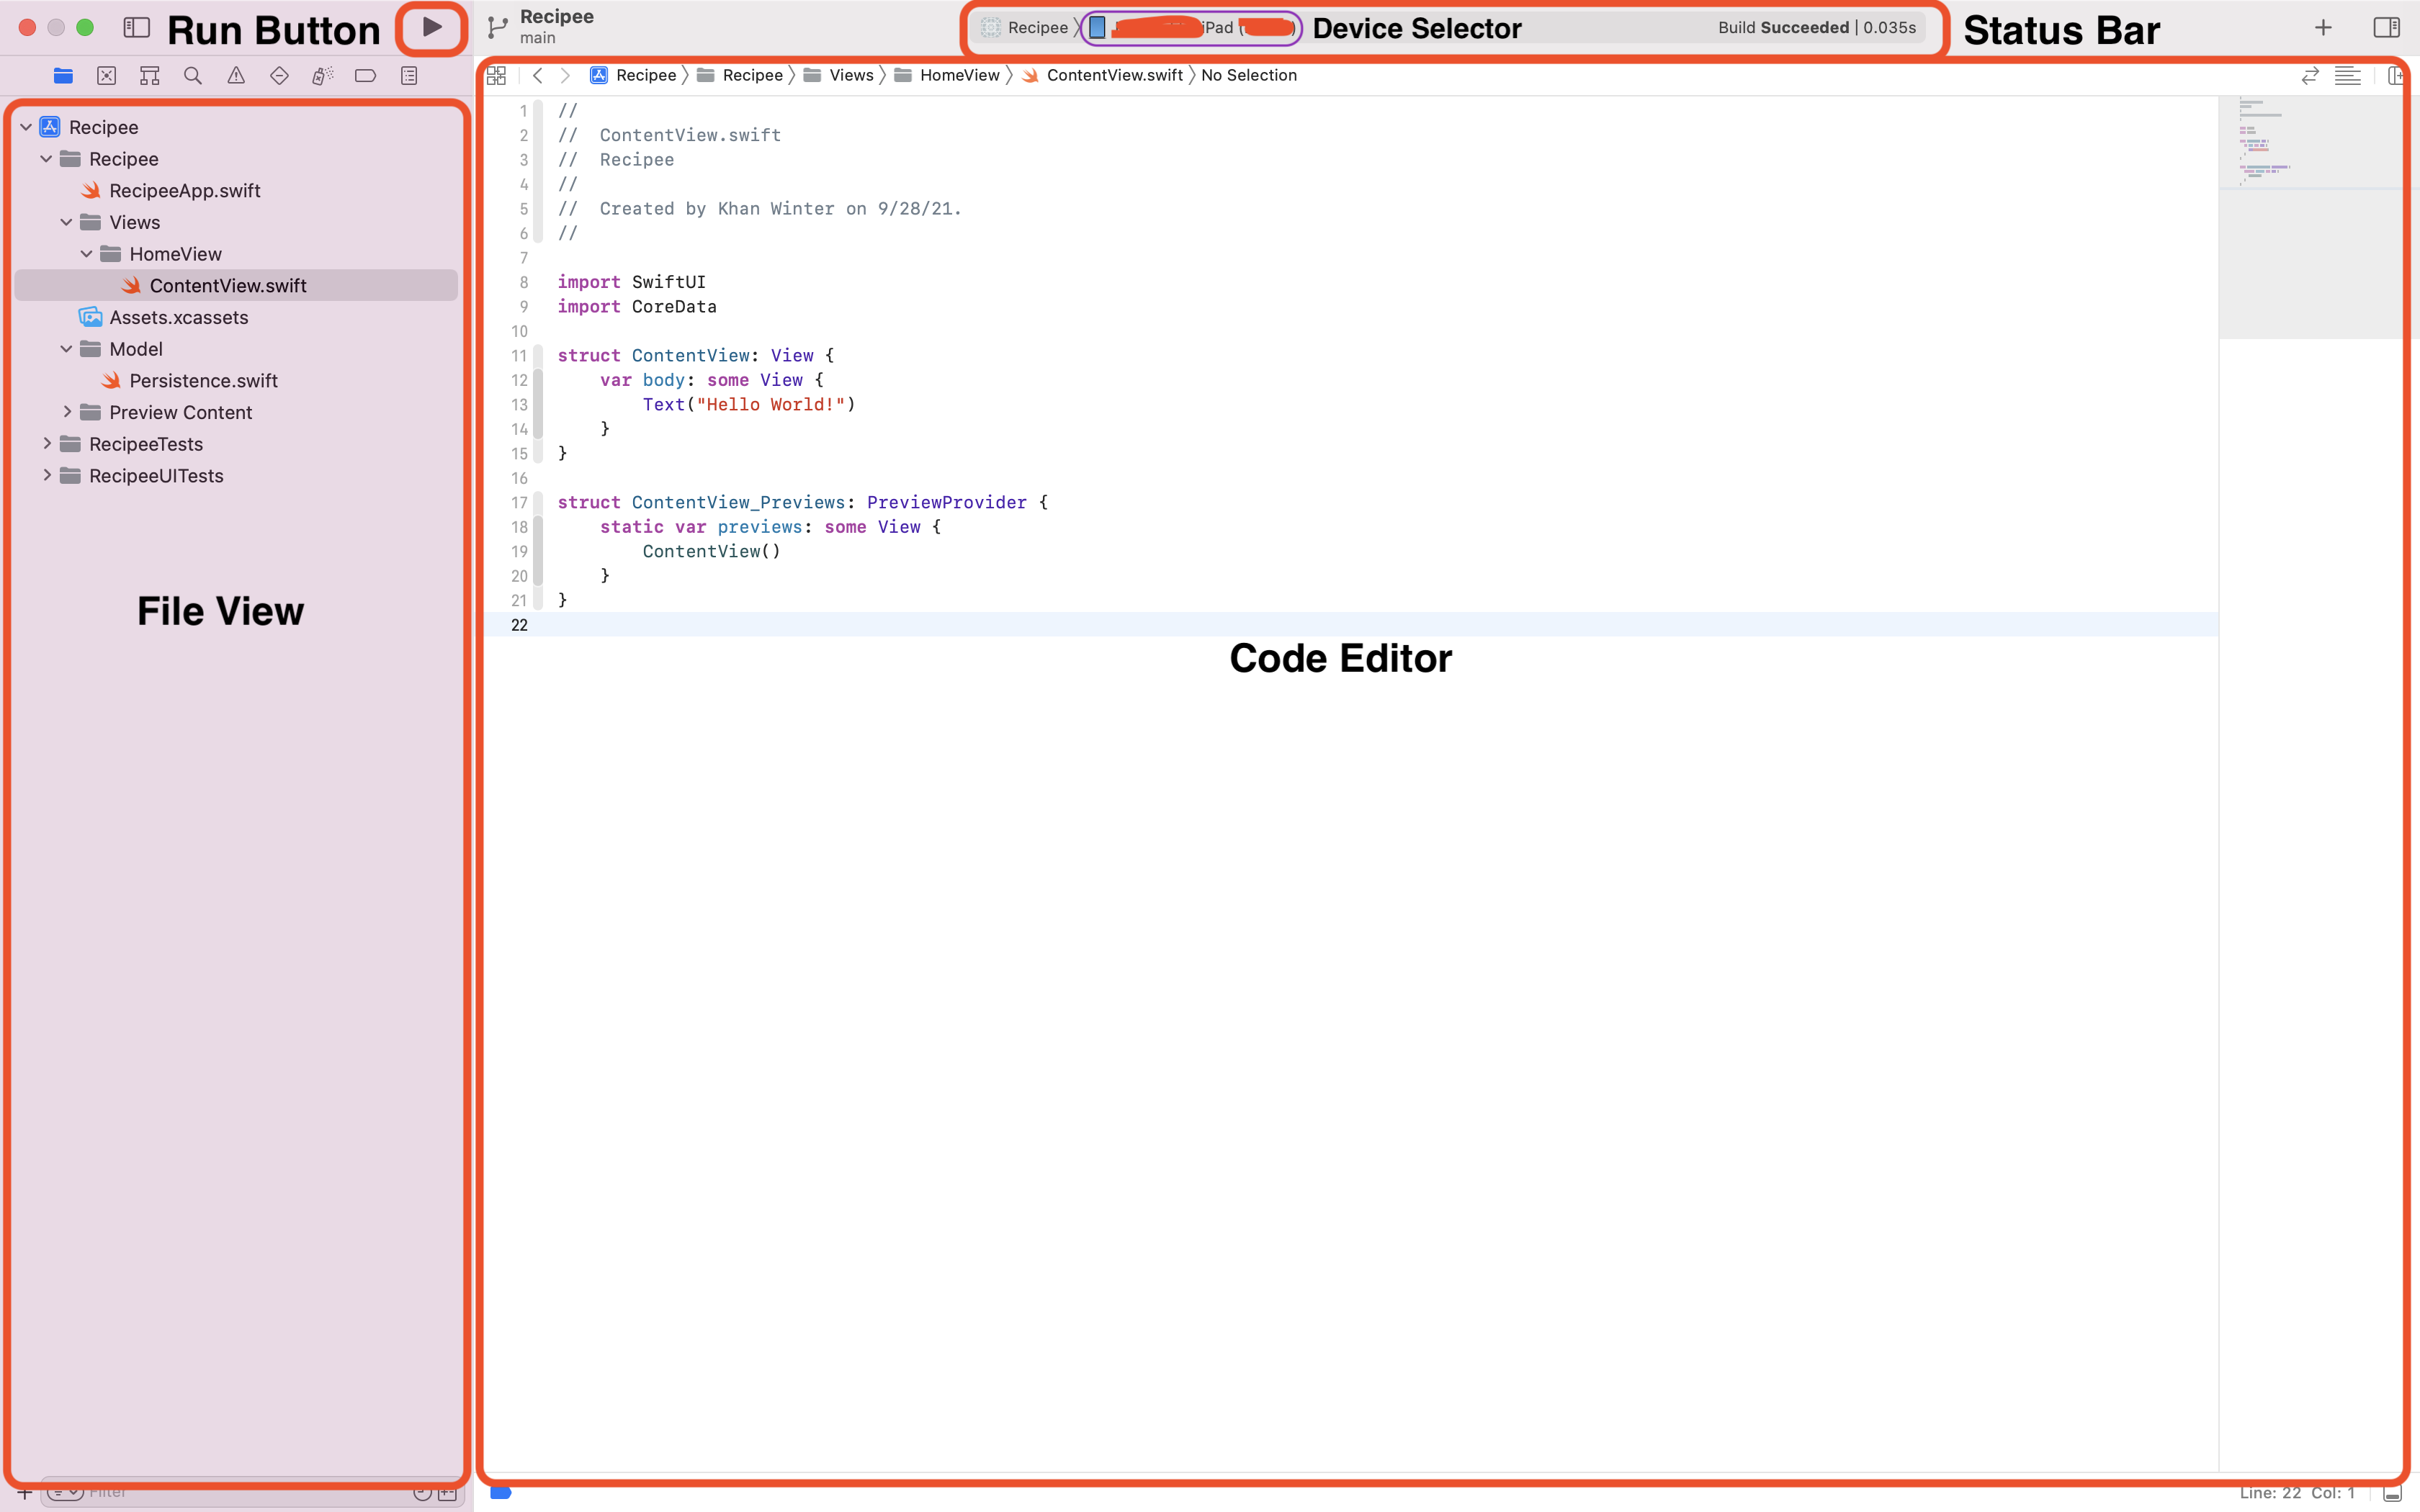 Run Button
Recipee
main
Recipee
iPad (
Device Selector
Build Succeeded | 0.035s
Status Bar
Recipee
Recipee
Views
HomeView
ContentView.swift
No Selection
Recipee
Recipee
RecipeeApp.swift
Views
HomeView
ContentView.swift
Assets.xcassets
Model
Persistence.swift
Preview Content
RecipeeTests
RecipeeUITests
File View
Filter
1 //
2 //  ContentView.swift
3 //  Recipee
4 //
5 //  Created by Khan Winter on 9/28/21.
6 //
7
8 import SwiftUI
9 import CoreData
10
11 struct ContentView: View {
12     var body: some View {
13         Text("Hello World!")
14     }
15 }
16
17 struct ContentView_Previews: PreviewProvider {
18     static var previews: some View {
19         ContentView()
20     }
21 }
22
Code Editor
Line: 22  Col: 1